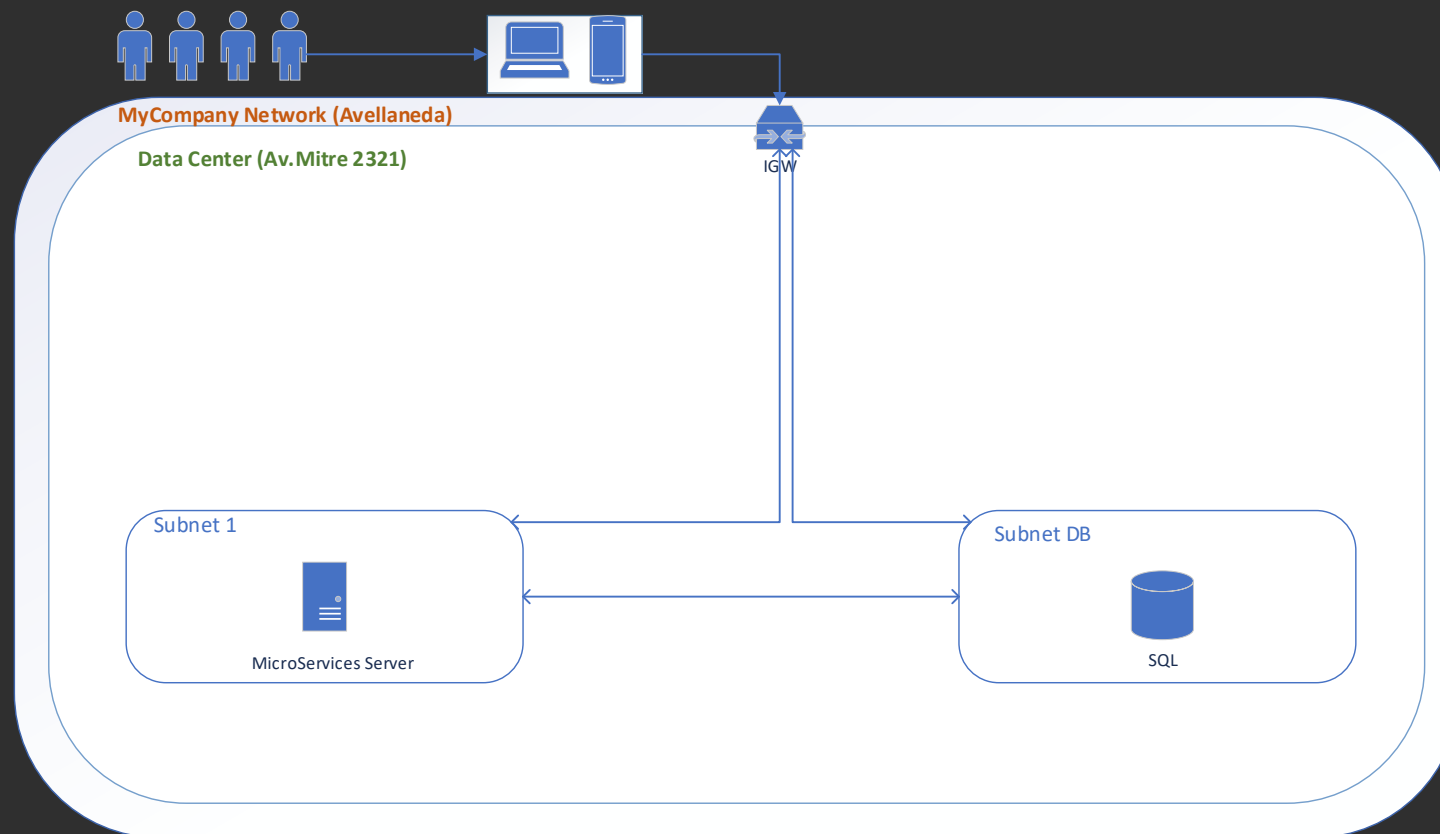 MyCompany Network (Avellaneda)
Data Center (Av.Mitre 2321)
IGW
Subnet 1
Subnet DB
MicroServices Server
SQL